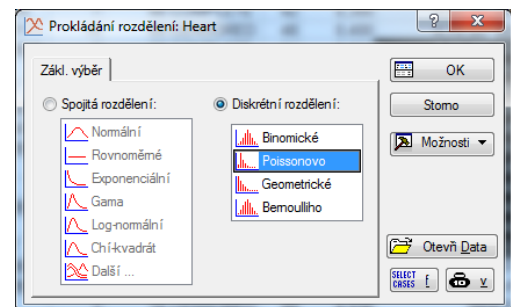 Prokládání rozdělení: Heart
?
X
Zákl. výběr
Spojitá rozdělení:
Normální
Rovnoměrné
Exponenciální
Gama
Log-normální
Chí-kvadrát
Další ...
Diskrétní rozdělení:
Binomické
Poissonovo
Geometrické
Bernoulliho
OK
Storno
Možnosti
Otevři Data
SELECT CASES
f
v